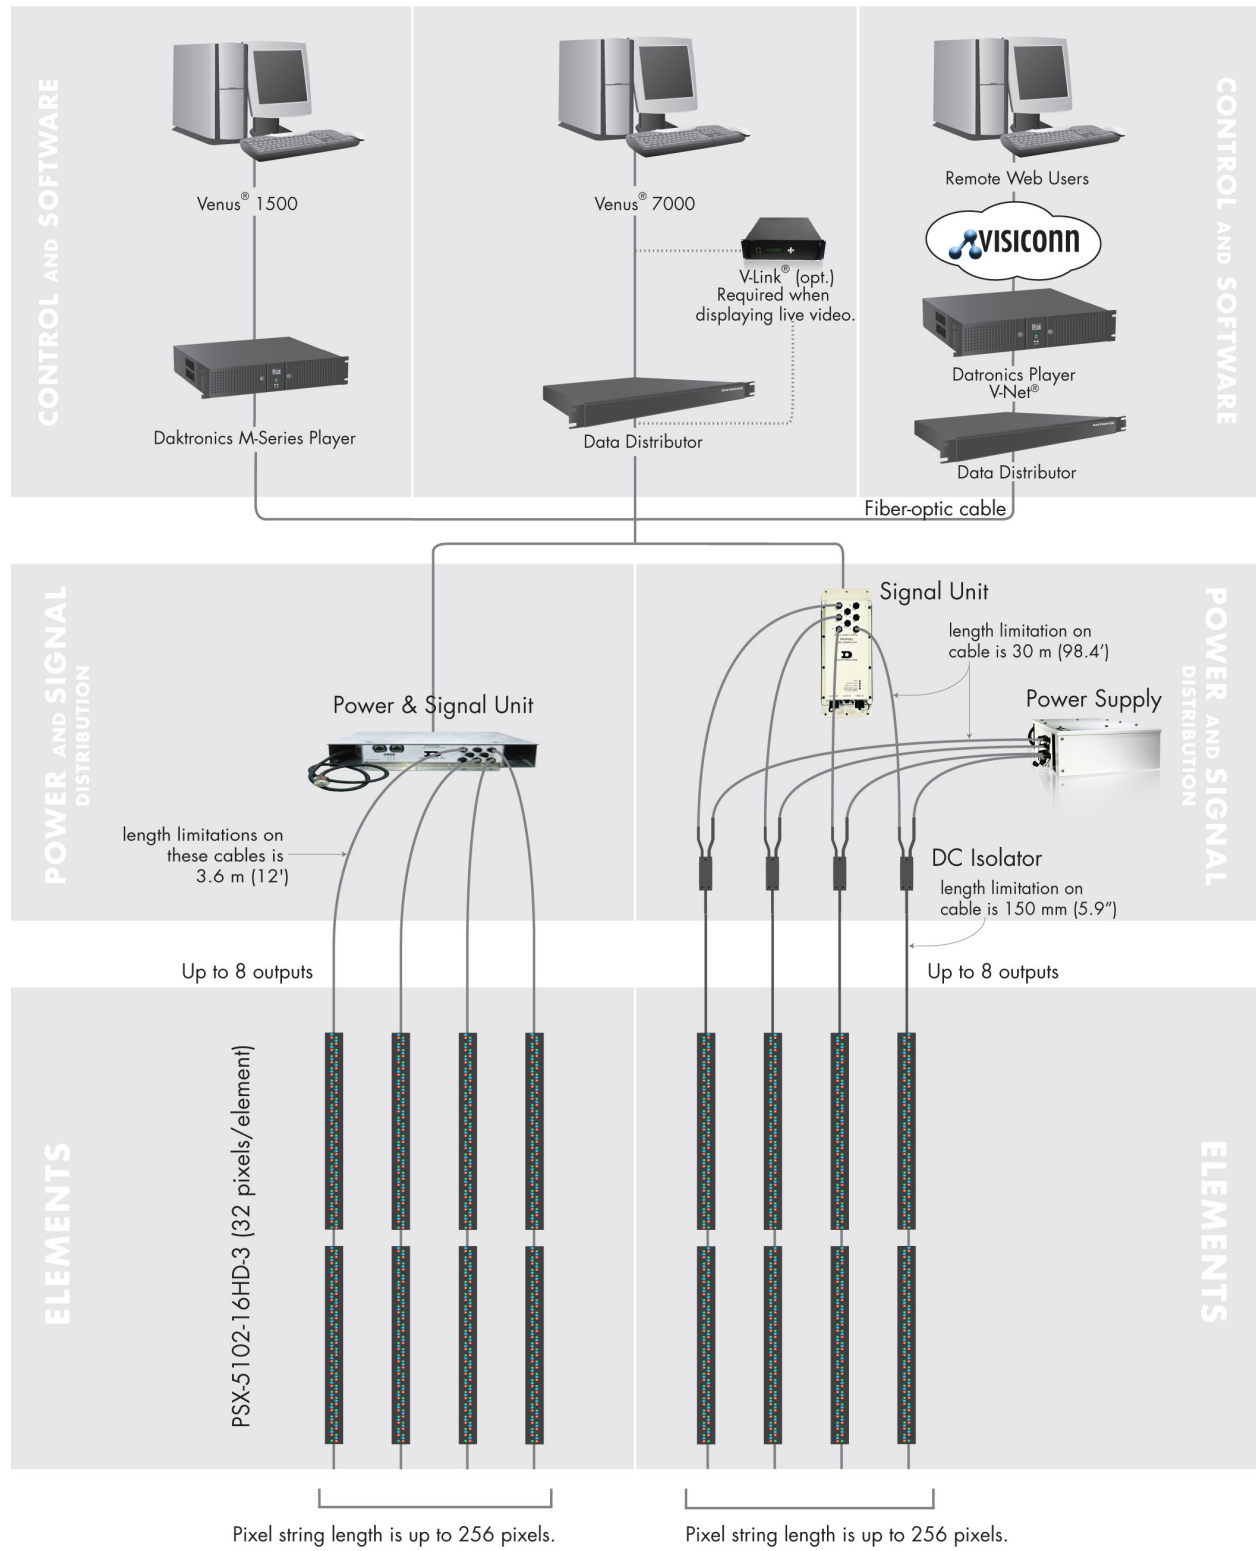 CONTROL AND SOFTWARE
Venus® 1500
Daktronics M-Series Player
Venus® 7000
V-Link® (opt.)
Required when
displaying live video.
Data Distributor
Remote Web Users
VISICONN
Datronics Player
V-Net®
Data Distributor
CONTROL AND SOFTWARE
Fiber-optic cable
POWER AND SIGNAL
DISTRIBUTION
Power & Signal Unit
length limitations on
these cables is
3.6 m (12')
Up to 8 outputs
Signal Unit
length limitation on
cable is 30 m (98.4')
Power Supply
DC Isolator
length limitation on
cable is 150 mm (5.9")
Up to 8 outputs
POWER AND SIGNAL
DISTRIBUTION
ELEMENTS
PSX-5102-16HD-3 (32 pixels/element)
ELEMENTS
Pixel string length is up to 256 pixels.
Pixel string length is up to 256 pixels.